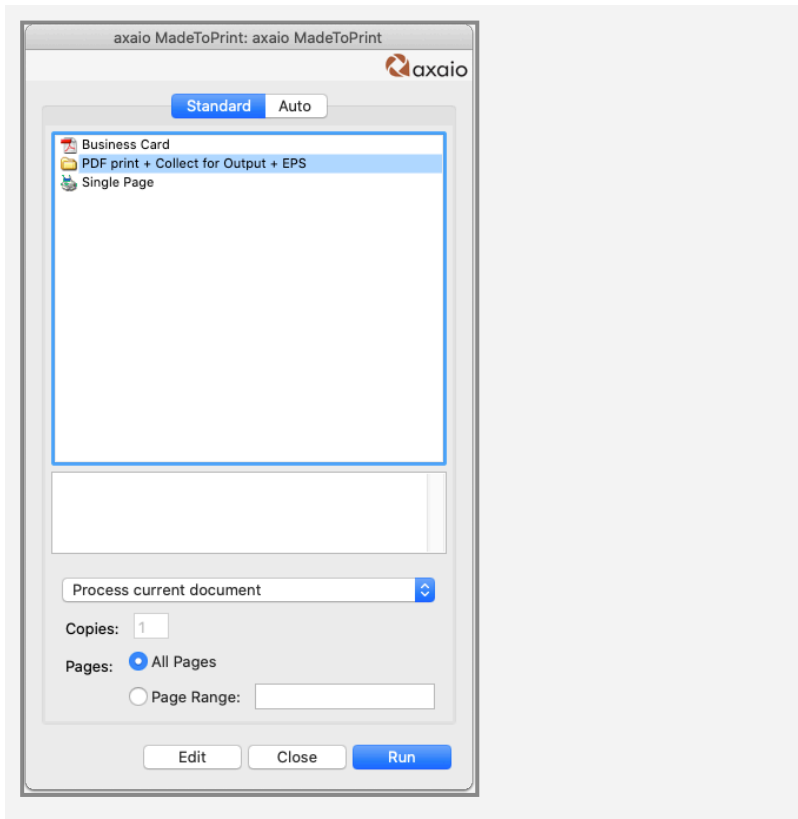 axaio MadeToPrint: axaio MadeToPrint
axaio
Standard Auto
Business Card
PDF print + Collect for Output + EPS
Single Page
Process current document
Copies: 1
Pages: All Pages
Page Range:
Edit Close Run